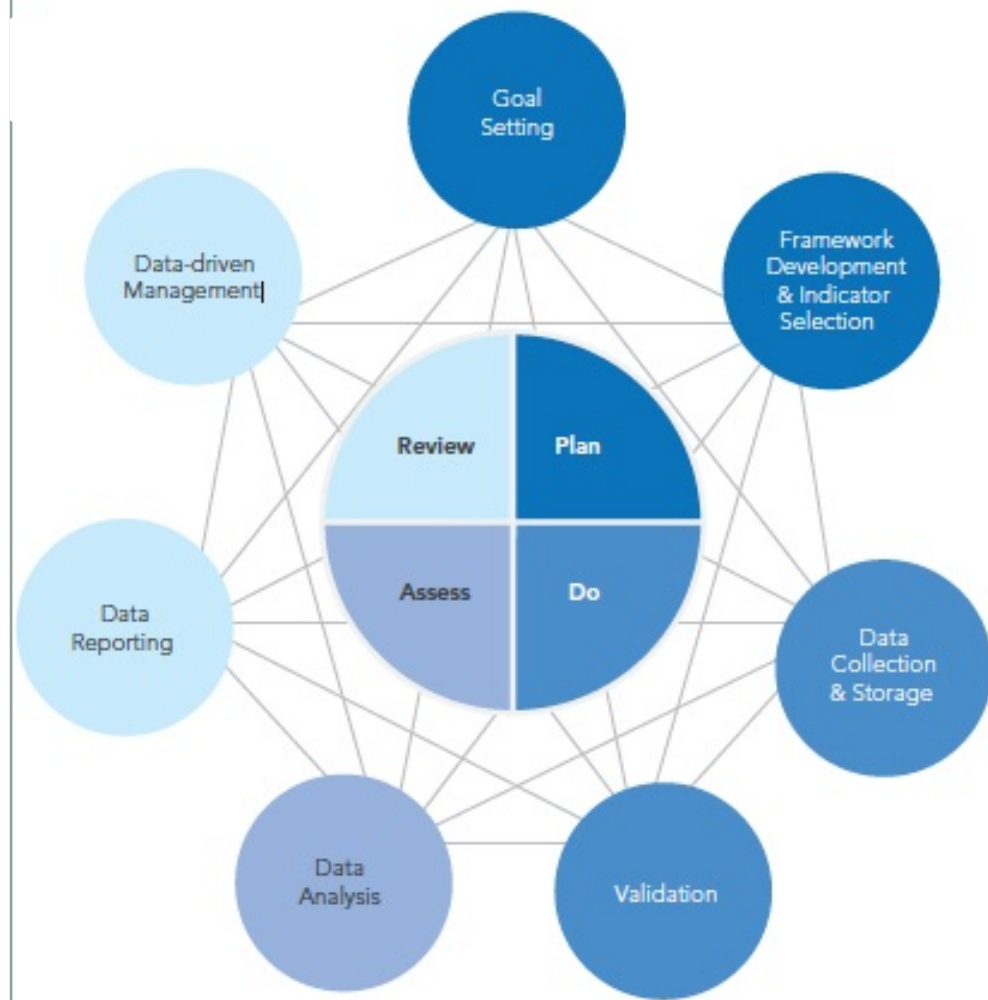 Goal
Setting
Framework
Development
& Indicator
Selection
Data Collection
& Storage
Validation
Data
Analysis
Data
Reporting
Data-driven
Management
Review
Plan
Assess
Do